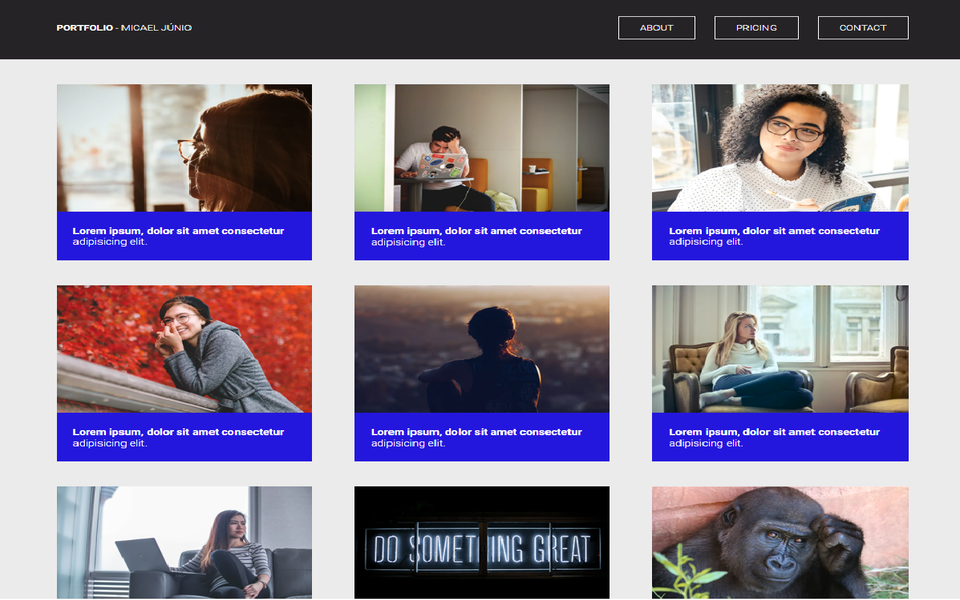 PORTFOLIO - MICAEL JÚNIO
ABOUT
PRICING
CONTACT
Lorem ipsum, dolor sit amet consectetur
adipisicing elit.
Lorem ipsum, dolor sit amet consectetur
adipisicing elit.
Lorem ipsum, dolor sit amet consectetur
adipisicing elit.
Lorem ipsum, dolor sit amet consectetur
adipisicing elit.
Lorem ipsum, dolor sit amet consectetur
adipisicing elit.
Lorem ipsum, dolor sit amet consectetur
adipisicing elit.
DO SOMETHING GREAT